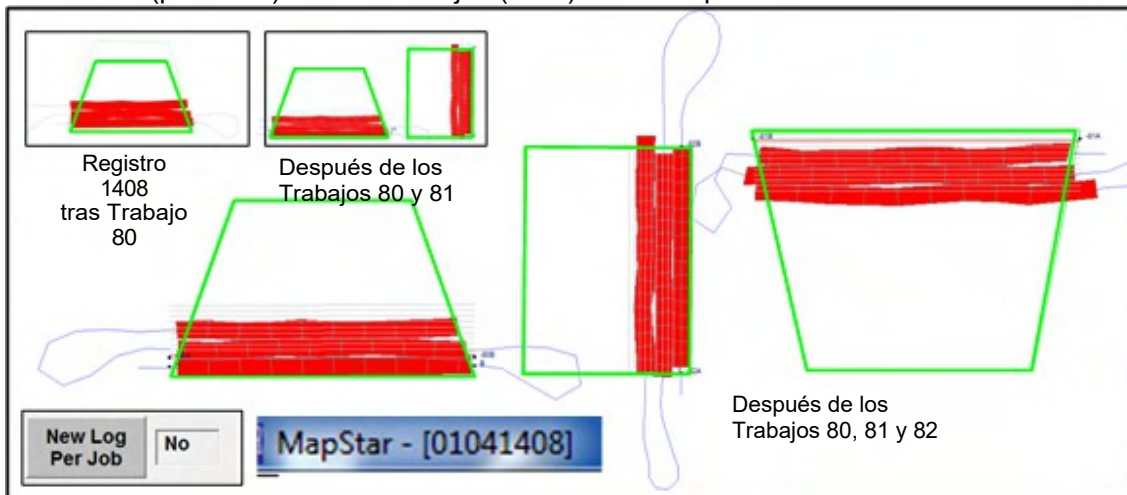 Registro
1408
tras Trabajo
80
Después de los
Trabajos 80 y 81
Después de los
Trabajos 80, 81 y 82
New Log
Per Job
No
MapStar - [01041408]